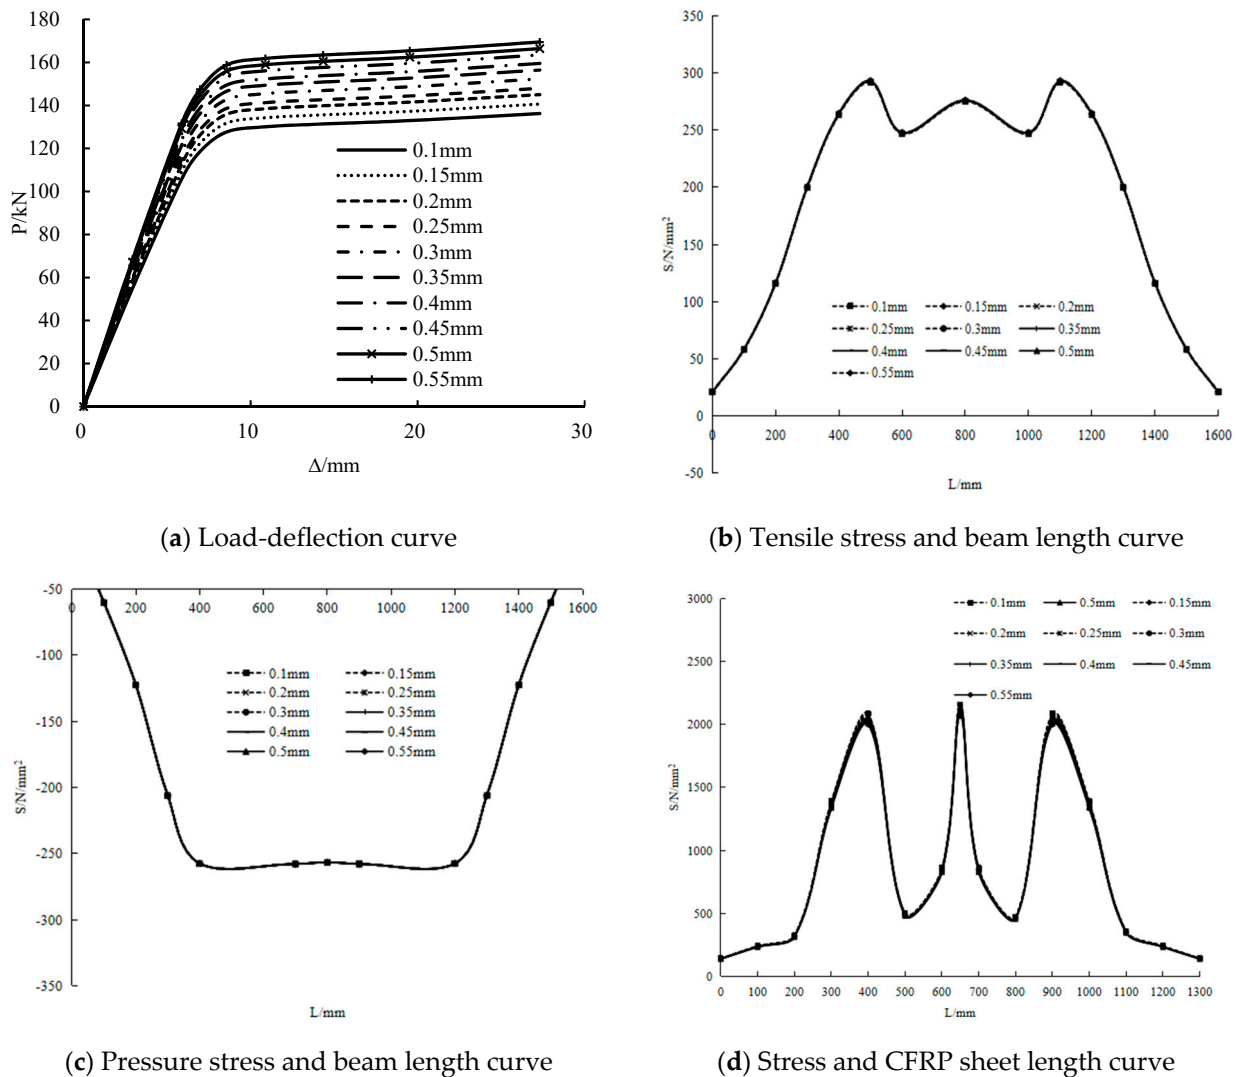 180
160
140
120
100
80
60
40
20
0
P/kN
0 10 20 30
Δ/mm
0.1mm
0.15mm
0.2mm
0.25mm
0.3mm
0.35mm
0.4mm
0.45mm
0.5mm
0.55mm
(a) Load-deflection curve
350
300
250
200
150
100
50
0
-50
S/N/mm²
0 200 400 600 800 1000 1200 1400 1600
L/mm
0.1mm 0.15mm 0.2mm
0.25mm 0.3mm 0.35mm
0.4mm 0.45mm 0.5mm
0.55mm
(b) Tensile stress and beam length curve
-50
0 200 400 600 800 1000 1200 1400 1600
-100
-150
-200
-250
-300
-350
S/N/mm²
L/mm
0.1mm 0.15mm
0.2mm 0.25mm
0.3mm 0.35mm
0.4mm 0.45mm
0.5mm 0.55mm
(c) Pressure stress and beam length curve
3000
2500
2000
1500
1000
500
0
S/N/mm²
0 100 200 300 400 500 600 700 800 900 1000 1100 1200 1300
L/mm
0.1mm 0.5mm 0.15mm
0.2mm 0.25mm 0.3mm
0.35mm 0.4mm 0.45mm
0.55mm
(d) Stress and CFRP sheet length curve